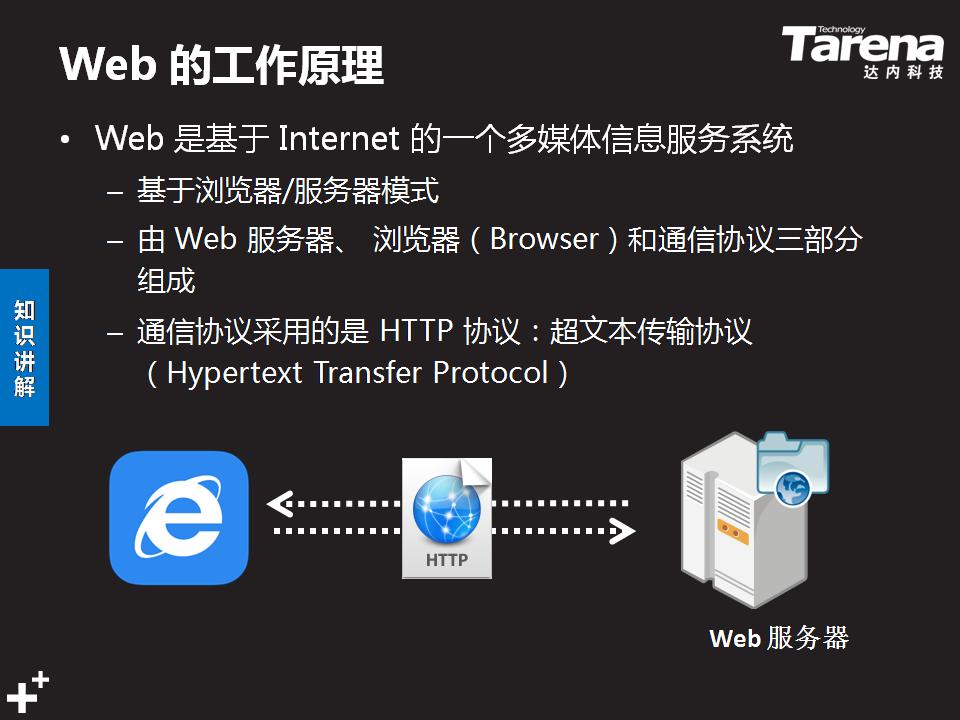 Web 的工作原理
Technology
Tarena
达内科技
• Web 是基于 Internet 的一个多媒体信息服务系统
– 基于浏览器/服务器模式
– 由 Web 服务器、 浏览器（Browser）和通信协议三部分
组成
– 通信协议采用的是 HTTP 协议：超文本传输协议
（Hypertext Transfer Protocol）
知识讲解
HTTP
Web 服务器